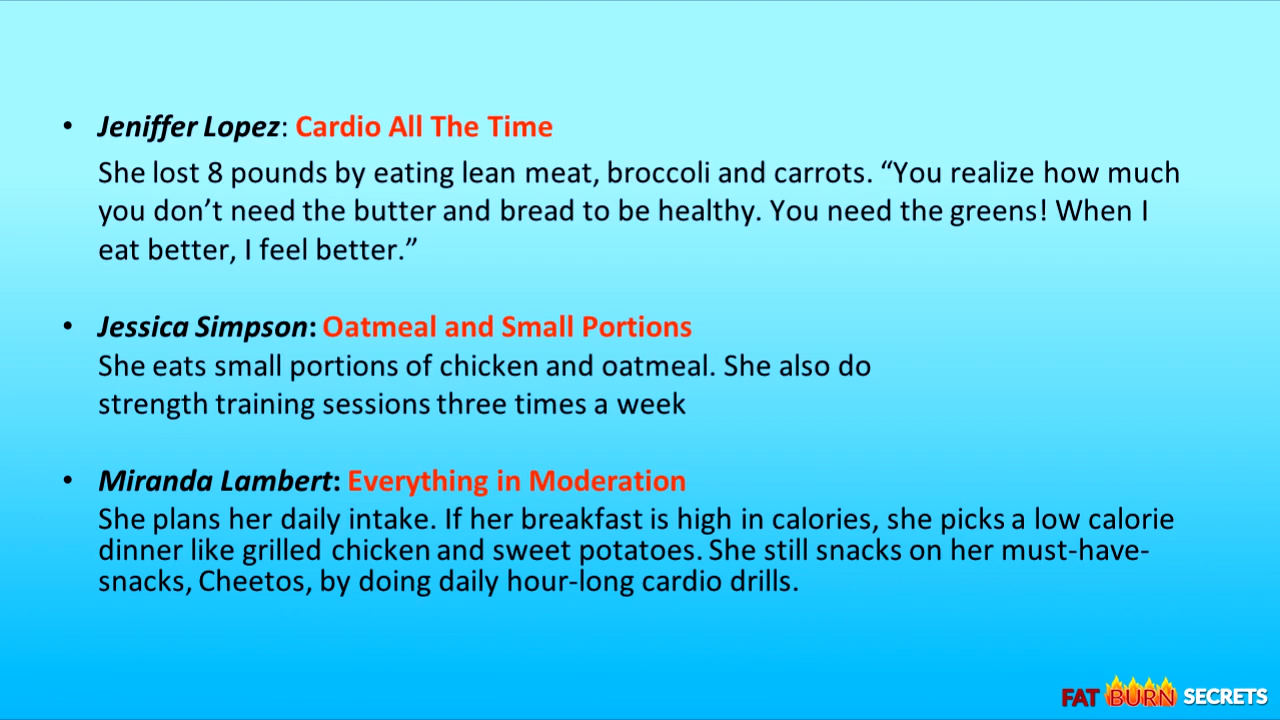 • Jeniffer Lopez: Cardio All The Time
She lost 8 pounds by eating lean meat, broccoli and carrots. “You realize how much
you don’t need the butter and bread to be healthy. You need the greens! When I
eat better, I feel better.”
• Jessica Simpson: Oatmeal and Small Portions
She eats small portions of chicken and oatmeal. She also do
strength training sessions three times a week
• Miranda Lambert: Everything in Moderation
She plans her daily intake. If her breakfast is high in calories, she picks a low calorie
dinner like grilled chicken and sweet potatoes. She still snacks on her must-have-
snacks, Cheetos, by doing daily hour-long cardio drills.
FAT BURN SECRETS